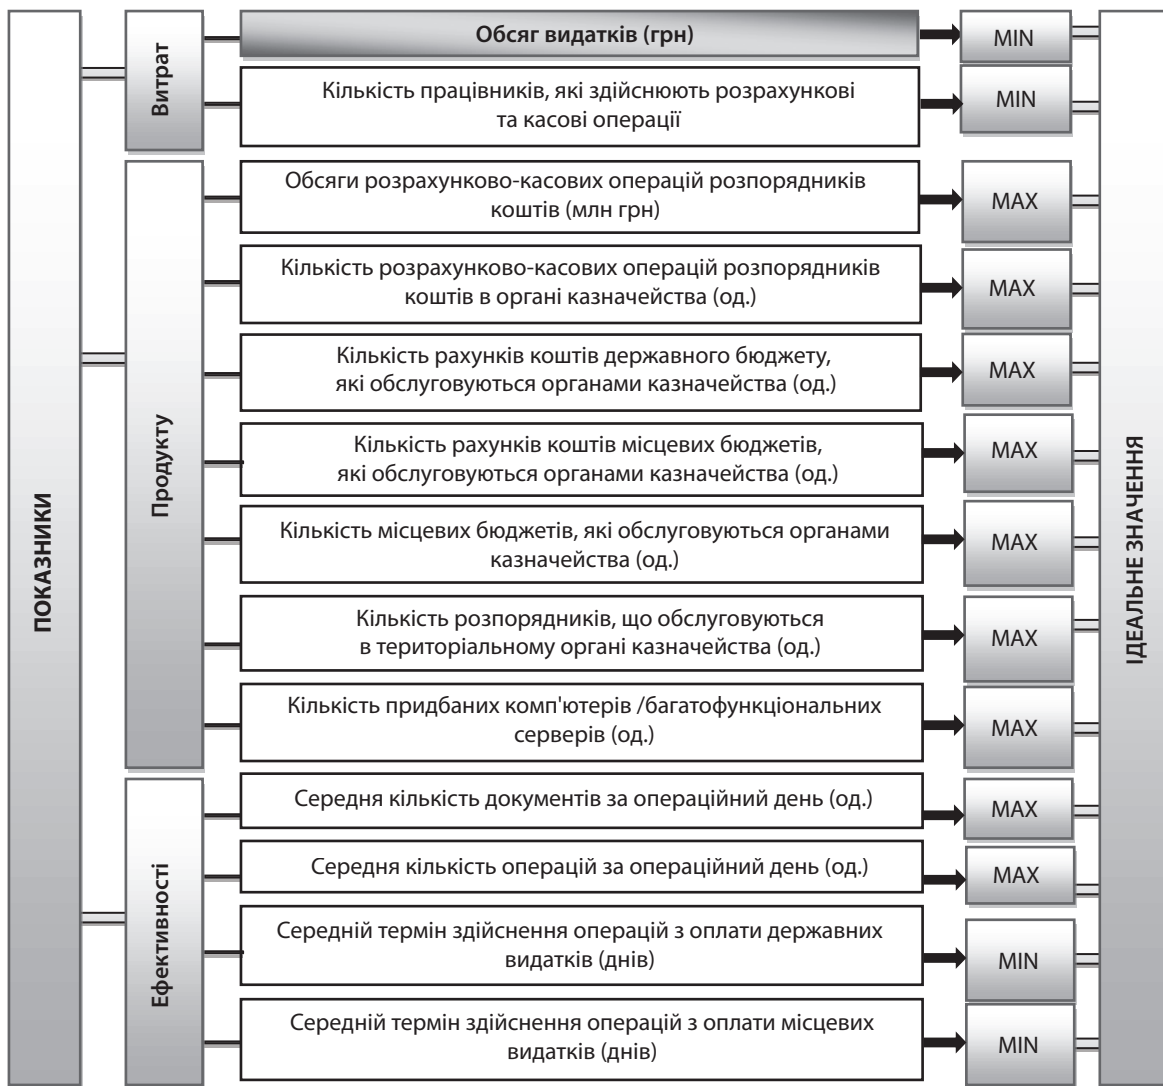 ПОКАЗНИКИ
Витрат
Обсяг видатків (грн)
MIN
Кількість працівників, які здійснюють розрахункові
та касові операції
MIN
Продукту
Обсяги розрахунково-касових операцій розпорядників
коштів (млн грн)
MAX
Кількість розрахунково-касових операцій розпорядників
коштів в органі казначейства (од.)
MAX
Кількість рахунків коштів державного бюджету,
які обслуговуються органами казначейства (од.)
MAX
Кількість рахунків коштів місцевих бюджетів,
які обслуговуються органами казначейства (од.)
MAX
Кількість місцевих бюджетів, які обслуговуються органами
казначейства (од.)
MAX
Кількість розпорядників, що обслуговуються
в територіальному органі казначейства (од.)
MAX
Кількість придбаних комп'ютерів /багатофункціональних
серверів (од.)
MAX
Ефективності
Середня кількість документів за операційний день (од.)
MAX
Середня кількість операцій за операційний день (од.)
MAX
Середній термін здійснення операцій з оплати державних
видатків (днів)
MIN
Середній термін здійснення операцій з оплати місцевих
видатків (днів)
MIN
ІДЕАЛЬНЕ ЗНАЧЕННЯ